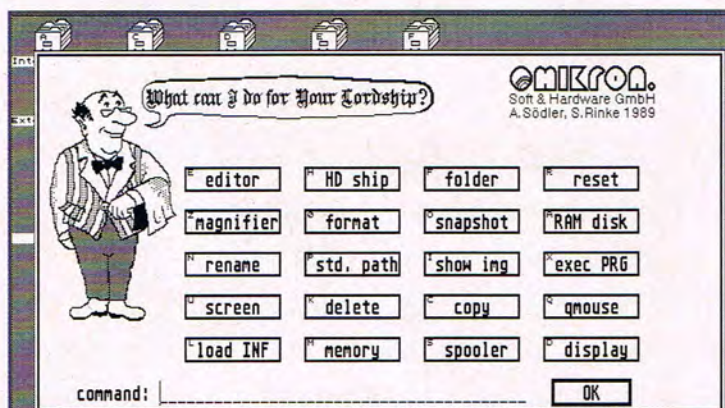 A C D E F
Int
What can I do for Your Lordship?
OMIKRON.
Soft & Hardware GmbH
A.Södler, S.Rinke 1989
Ext
E editor H HD ship F folder R reset
Z magnifier Ø format O snapshot A RAM disk
N rename P std. path I show img X exec PRG
U screen K delete C copy Q qmouse
L load INF M memory S spooler D display
command: OK